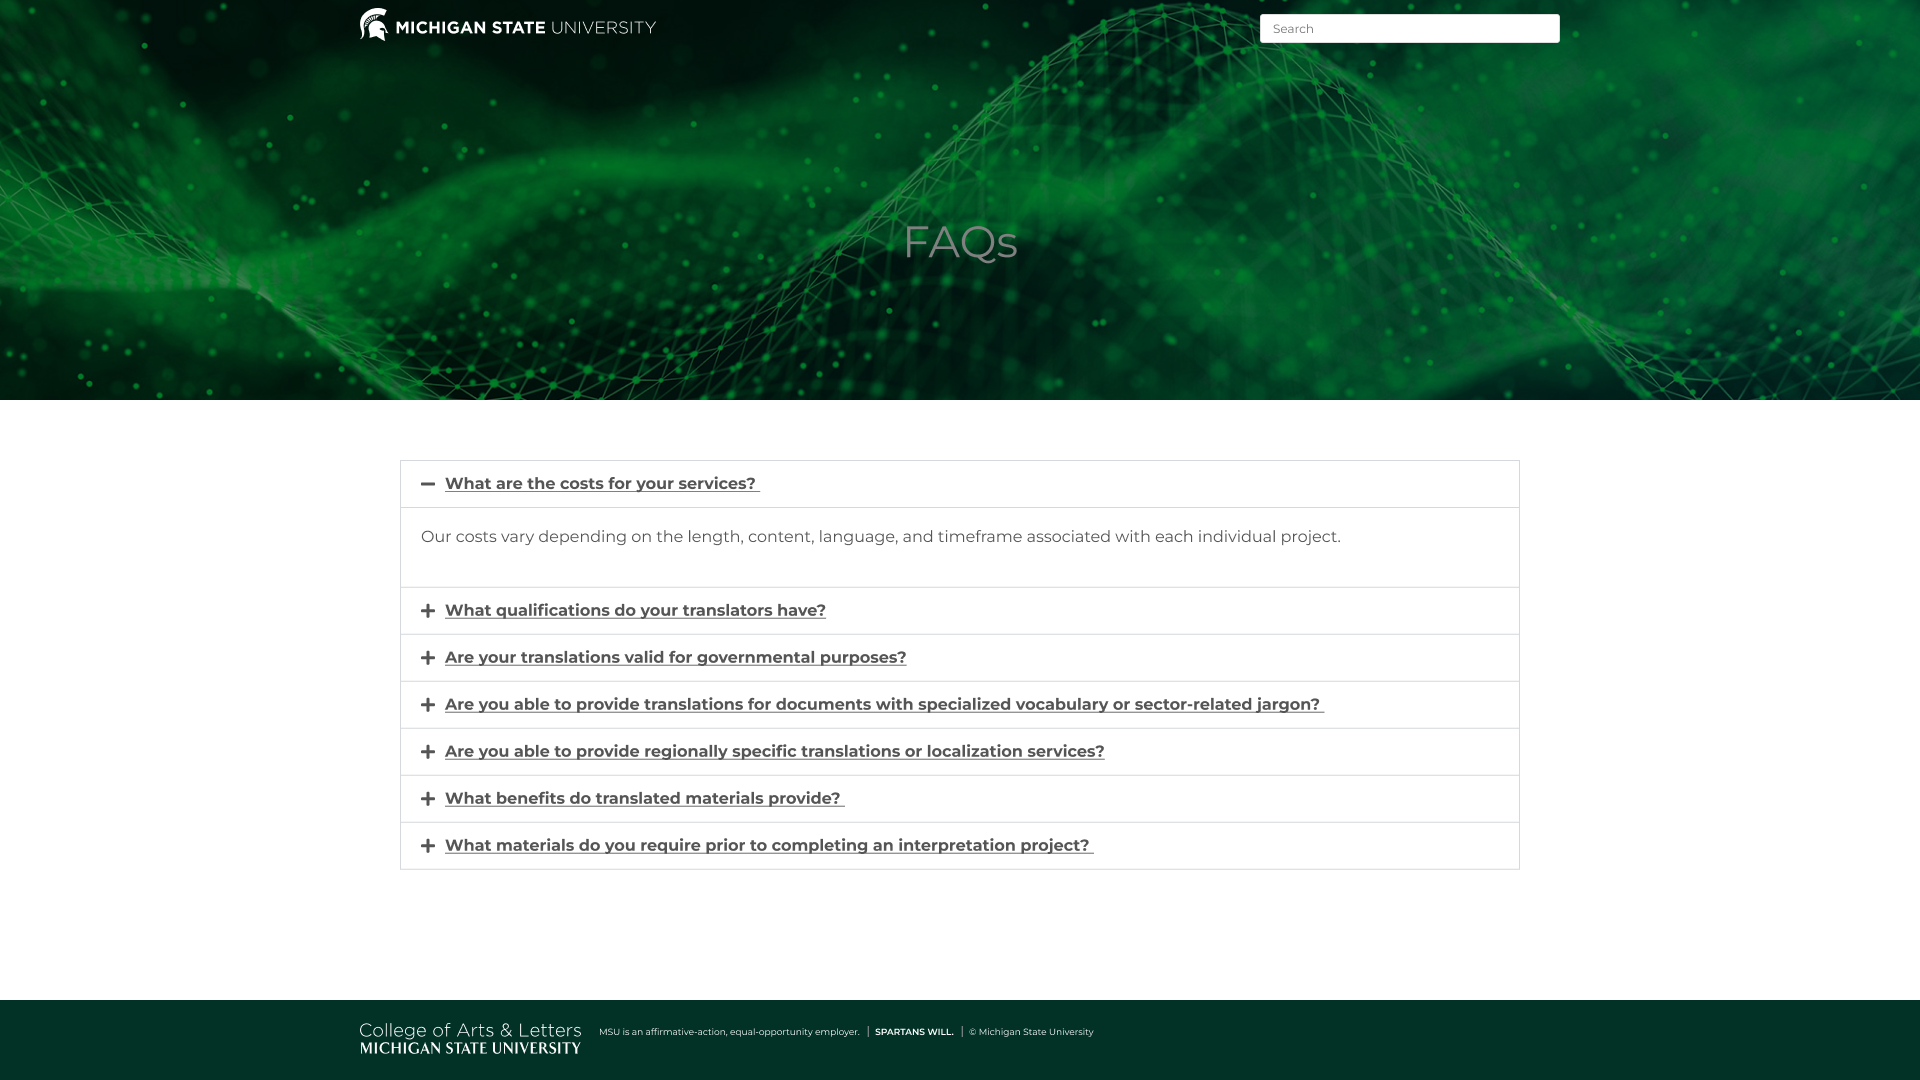 MICHIGAN STATE UNIVERSITY
Search
FAQs
What are the costs for your services?
Our costs vary depending on the length, content, language, and timeframe associated with each individual project.
What qualifications do your translators have?
Are your translations valid for governmental purposes?
Are you able to provide translations for documents with specialized vocabulary or sector-related jargon?
Are you able to provide regionally specific translations or localization services?
What benefits do translated materials provide?
What materials do you require prior to completing an interpretation project?
College of Arts & Letters
MICHIGAN STATE UNIVERSITY
MSU is an affirmative-action, equal-opportunity employer. | SPARTANS WILL. | © Michigan State University